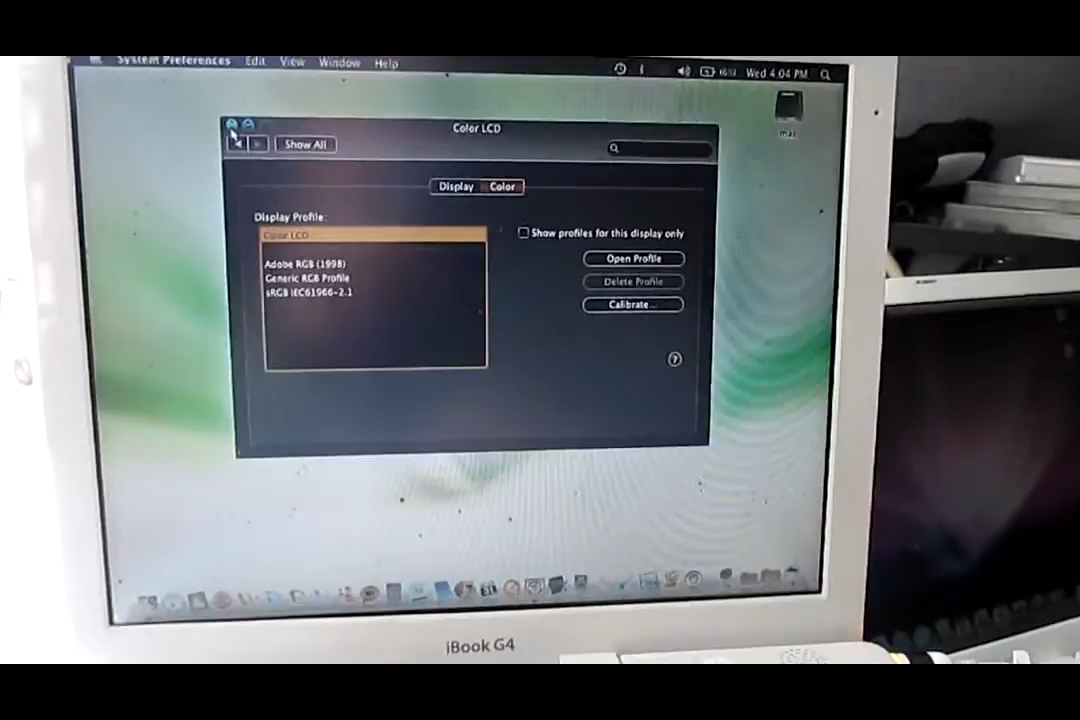 System Preferences Edit View Window Help
Wed 4:04 PM
Color LCD
Show All
Display Color
Display Profile:
Color LCD
Adobe RGB (1998)
Generic RGB Profile
sRGB IEC61966-2.1
Show profiles for this display only
Open Profile
Delete Profile
Calibrate...
?
iBook G4